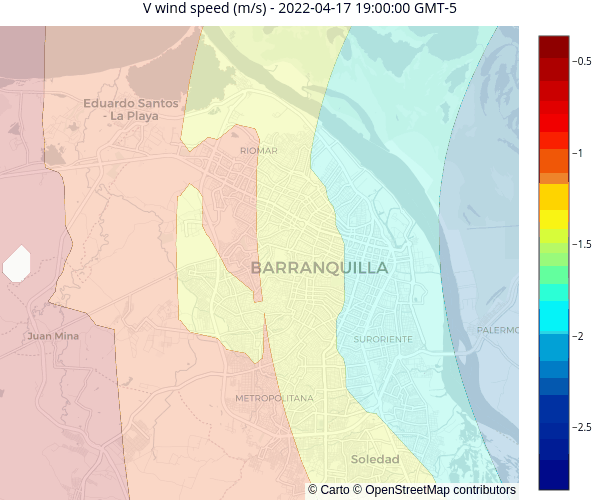 V wind speed (m/s) - 2022-04-17 19:00:00 GMT-5
−0.5
Eduardo Santos
- La Playa
RIOMAR
−1
−1.5
BARRANQUILLA
Juan Mina
SURORIENTE
PALERMO
−2
METROPOLITANA
−2.5
Soledad
© Carto © OpenStreetMap contributors